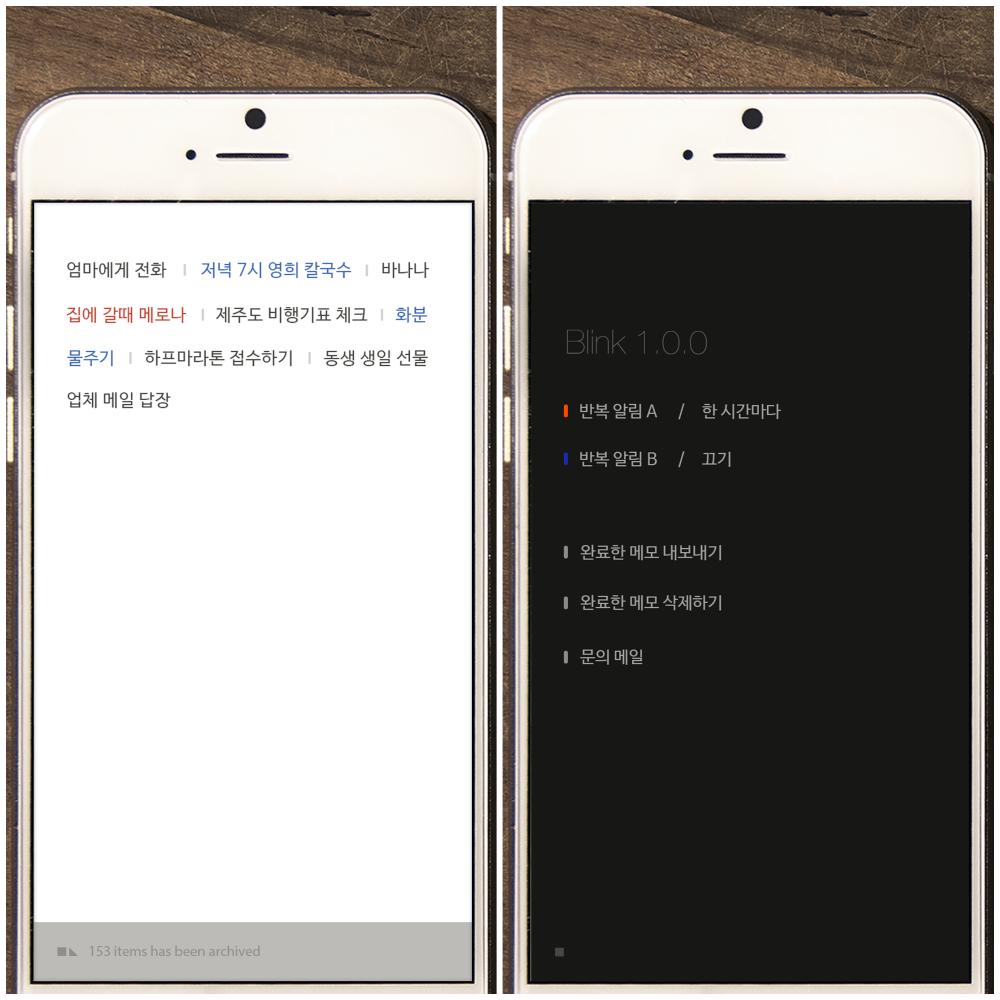 엄마에게 전화 | 저녁 7시 영희 칼국수 | 바나나
집에 갈때 메로나 | 제주도 비행기표 체크 | 화분
물주기 | 하프마라톤 접수하기 | 동생 생일 선물
업체 메일 답장
153 items has been archived
Blink 1.0.0
반복 알림 A / 한 시간마다
반복 알림 B / 끄기
완료한 메모 내보내기
완료한 메모 삭제하기
문의 메일